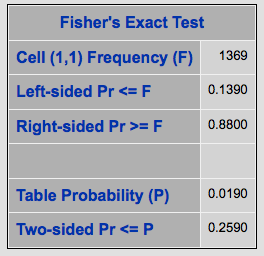 Fisher's Exact Test
Cell (1,1) Frequency (F) 1369
Left-sided Pr <= F 0.1390
Right-sided Pr >= F 0.8800
Table Probability (P) 0.0190
Two-sided Pr <= P 0.2590